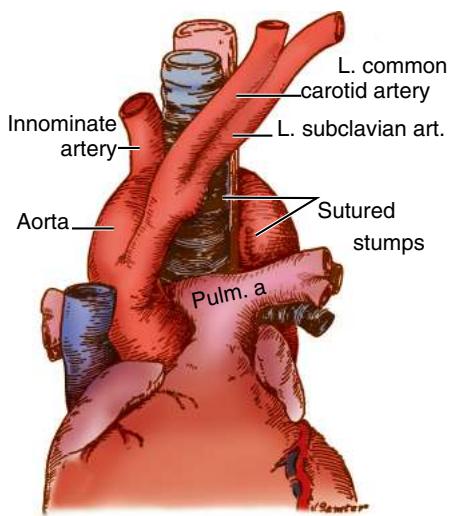 L. common
carotid artery
Innominate
artery
L. subclavian art.
Aorta
Sutured
stumps
Pulm. a